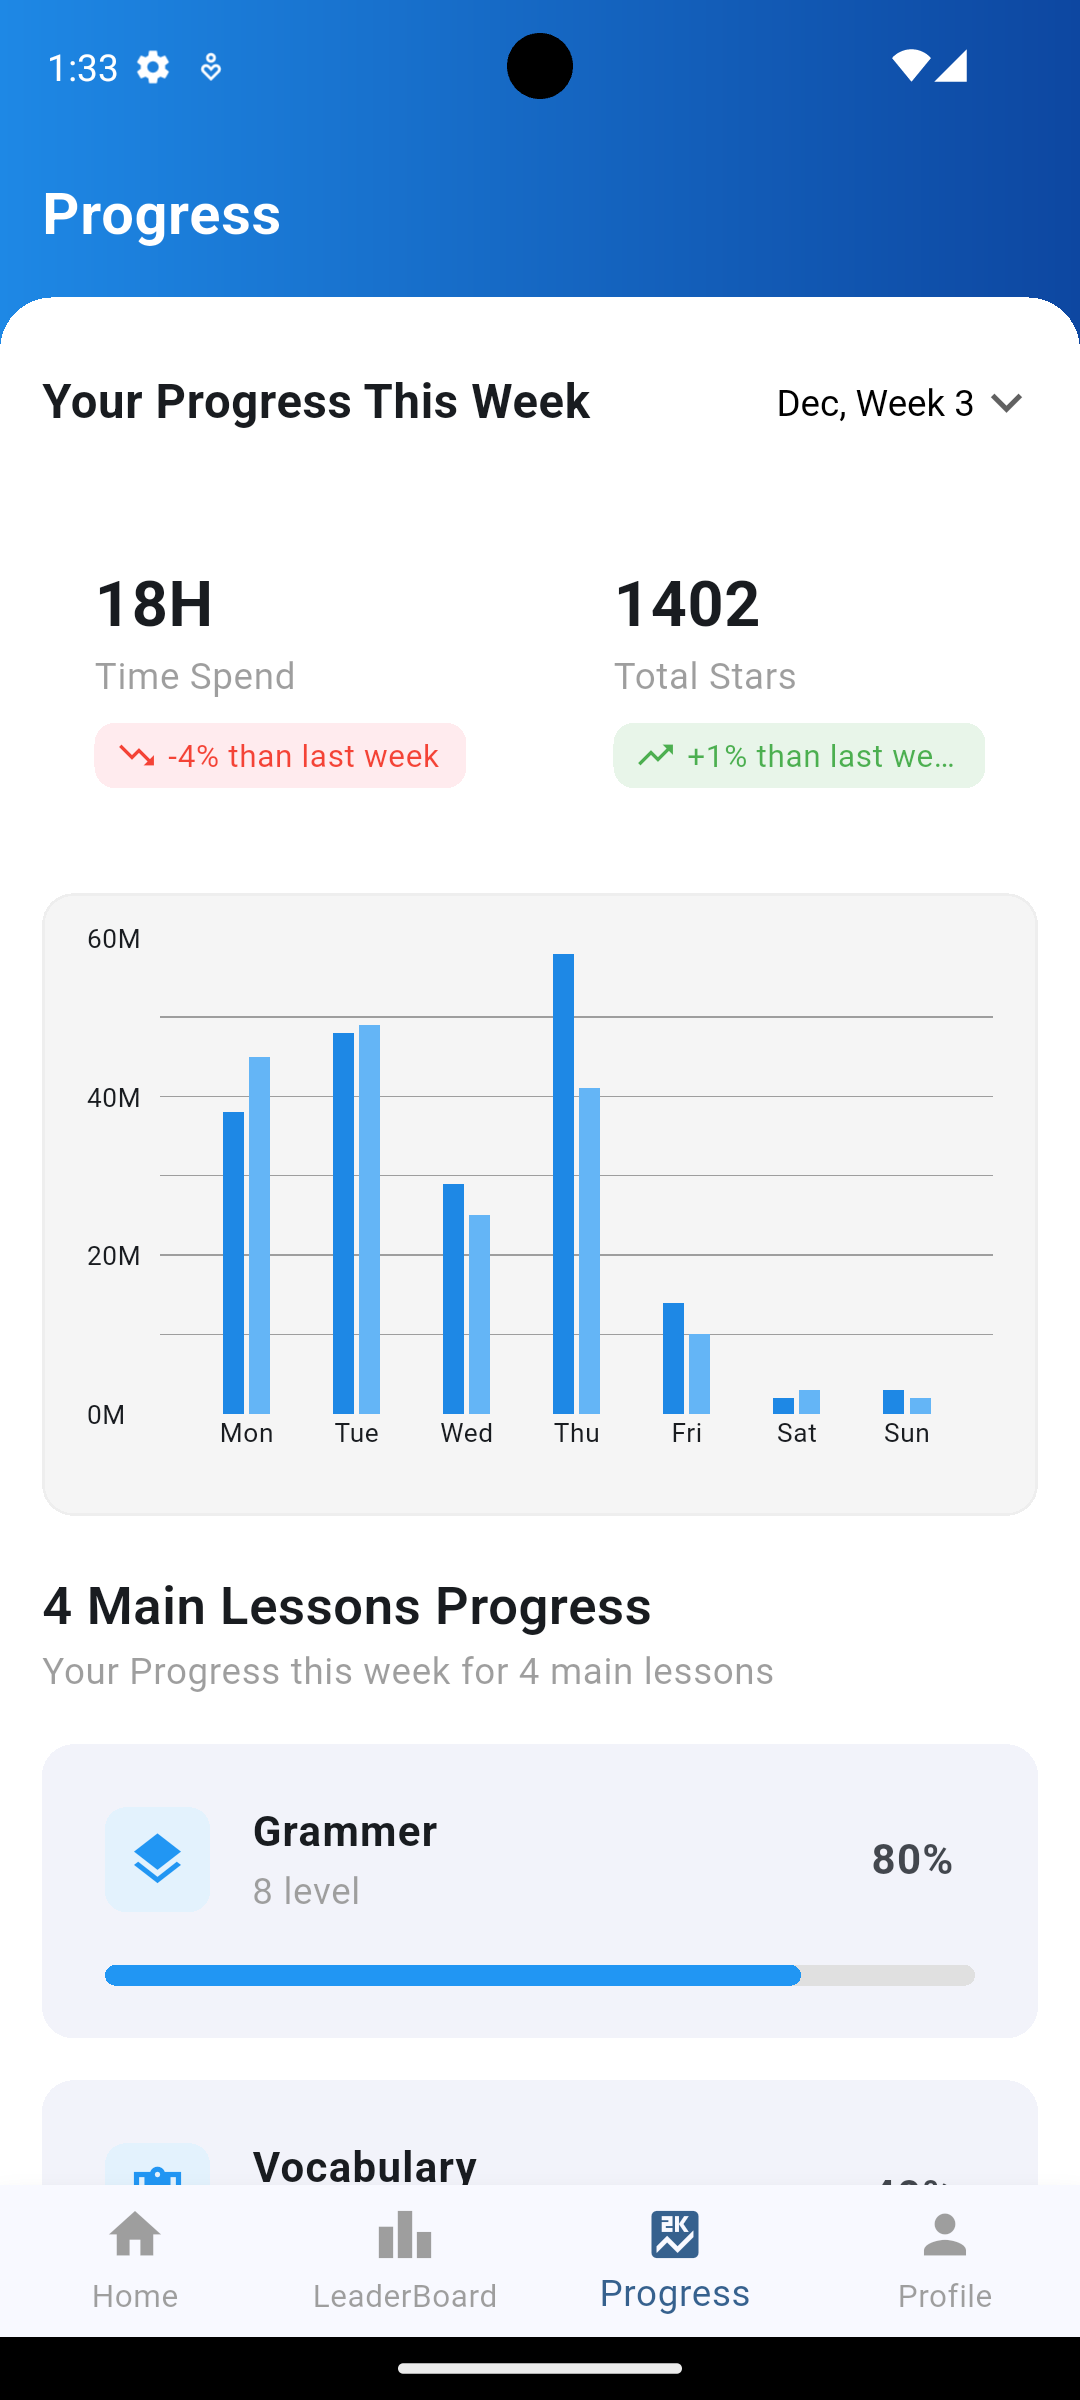 1:33
Progress
Your Progress This Week
Dec, Week 3
18H
1402
Time Spend
Total Stars
-4% than last week
+1% than last we...
60M
40M
20M
0M
Mon Tue Wed Thu Fri Sat Sun
4 Main Lessons Progress
Your Progress this week for 4 main lessons
Grammer
8 level
80%
Vocabulary
Home
LeaderBoard
Progress
Profile